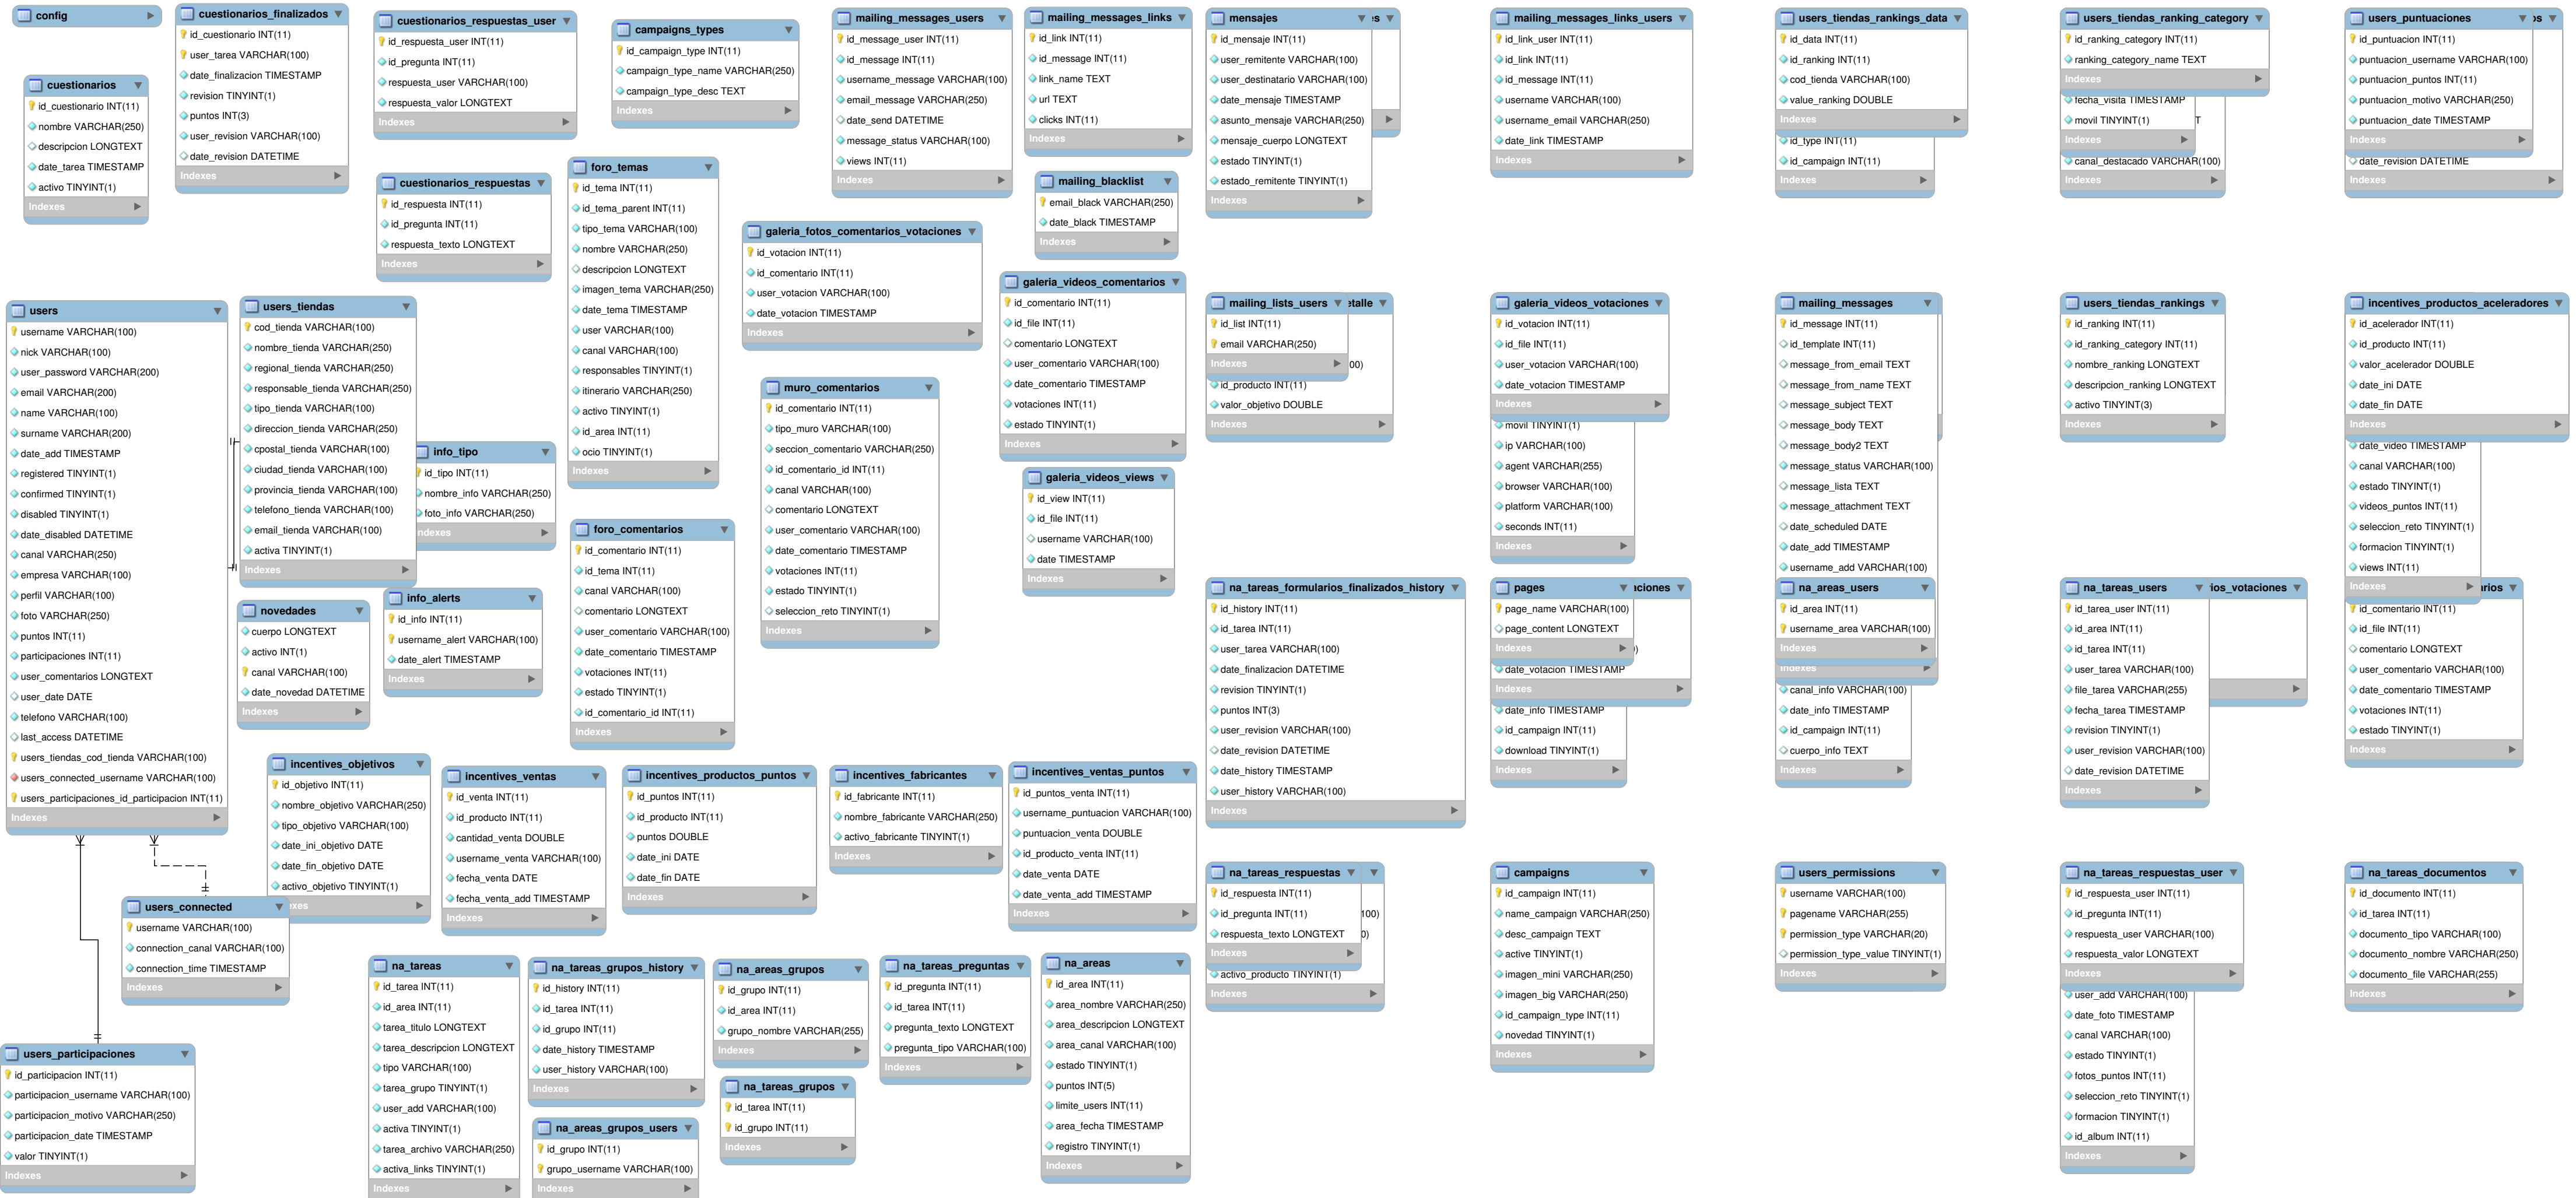 config
cuestionarios
id_cuestionario INT(11)
nombre VARCHAR(250)
descripcion LONGTEXT
date_tarea TIMESTAMP
activo TINYINT(1)
Indexes
cuestionarios_finalizados
id_cuestionario INT(11)
user_tarea VARCHAR(100)
date_finalizacion TIMESTAMP
revision TINYINT(1)
puntos INT(3)
user_revision VARCHAR(100)
date_revision DATETIME
Indexes
cuestionarios_respuestas_user
id_respuesta_user INT(11)
id_pregunta INT(11)
respuesta_user VARCHAR(100)
respuesta_valor LONGTEXT
Indexes
cuestionarios_respuestas
id_respuesta INT(11)
id_pregunta INT(11)
respuesta_texto LONGTEXT
Indexes
campaigns_types
id_campaign_type INT(11)
campaign_type_name VARCHAR(250)
campaign_type_desc TEXT
Indexes
foro_temas
id_tema INT(11)
id_tema_parent INT(11)
tipo_tema VARCHAR(100)
nombre VARCHAR(250)
descripcion LONGTEXT
imagen_tema VARCHAR(250)
date_tema TIMESTAMP
user VARCHAR(100)
canal VARCHAR(100)
responsables TINYINT(1)
itinerario VARCHAR(250)
activo TINYINT(1)
id_area INT(11)
ocio TINYINT(1)
Indexes
mailing_messages_users
id_message_user INT(11)
id_message INT(11)
username_message VARCHAR(100)
email_message VARCHAR(250)
date_send DATETIME
message_status VARCHAR(100)
views INT(11)
Indexes
mailing_messages_links
id_link INT(11)
id_message INT(11)
link_name TEXT
url TEXT
clicks INT(11)
Indexes
mailing_blacklist
email_black VARCHAR(250)
date_black TIMESTAMP
Indexes
mensajes
es
id_mensaje INT(11)
user_remitente VARCHAR(100)
user_destinatario VARCHAR(100)
date_mensaje TIMESTAMP
asunto_mensaje VARCHAR(250)
mensaje_cuerpo LONGTEXT
estado TINYINT(1)
estado_remitente TINYINT(1)
Indexes
mailing_messages_links_users
id_link_user INT(11)
id_link INT(11)
id_message INT(11)
username VARCHAR(100)
username_email VARCHAR(250)
date_link TIMESTAMP
Indexes
users_tiendas_rankings_data
id_data INT(11)
id_ranking INT(11)
cod_tienda VARCHAR(100)
value_ranking DOUBLE
Indexes
id_type INT(11)
id_campaign INT(11)
Indexes
users_tiendas_ranking_category
id_ranking_category INT(11)
ranking_category_name TEXT
Indexes
fecha_visita TIMESTAMP
movil TINYINT(1)
T
Indexes
canal_destacado VARCHAR(100)
Indexes
users_puntuaciones
os
id_puntuacion INT(11)
puntuacion_username VARCHAR(100)
puntuacion_puntos INT(11)
puntuacion_motivo VARCHAR(250)
puntuacion_date TIMESTAMP
Indexes
date_revision DATETIME
Indexes
galeria_fotos_comentarios_votaciones
id_votacion INT(11)
id_comentario INT(11)
user_votacion VARCHAR(100)
date_votacion TIMESTAMP
Indexes
galeria_videos_comentarios
id_comentario INT(11)
id_file INT(11)
comentario LONGTEXT
user_comentario VARCHAR(100)
date_comentario TIMESTAMP
votaciones INT(11)
estado TINYINT(1)
Indexes
users
username VARCHAR(100)
nick VARCHAR(100)
user_password VARCHAR(200)
email VARCHAR(200)
name VARCHAR(100)
surname VARCHAR(200)
date_add TIMESTAMP
registered TINYINT(1)
confirmed TINYINT(1)
disabled TINYINT(1)
date_disabled DATETIME
canal VARCHAR(250)
empresa VARCHAR(100)
perfil VARCHAR(100)
foto VARCHAR(250)
puntos INT(11)
participaciones INT(11)
user_comentarios LONGTEXT
user_date DATE
telefono VARCHAR(100)
last_access DATETIME
users_tiendas_cod_tienda VARCHAR(100)
users_connected_username VARCHAR(100)
users_participaciones_id_participacion INT(11)
Indexes
users_tiendas
cod_tienda VARCHAR(100)
nombre_tienda VARCHAR(250)
regional_tienda VARCHAR(250)
responsable_tienda VARCHAR(250)
tipo_tienda VARCHAR(100)
direccion_tienda VARCHAR(250)
cpostal_tienda VARCHAR(100)
ciudad_tienda VARCHAR(100)
provincia_tienda VARCHAR(100)
telefono_tienda VARCHAR(100)
email_tienda VARCHAR(100)
activa TINYINT(1)
Indexes
info_tipo
id_tipo INT(11)
nombre_info VARCHAR(250)
foto_info VARCHAR(250)
ndexes
novedades
cuerpo LONGTEXT
activo INT(1)
canal VARCHAR(100)
date_novedad DATETIME
Indexes
info_alerts
id_info INT(11)
username_alert VARCHAR(100)
date_alert TIMESTAMP
Indexes
foro_comentarios
id_comentario INT(11)
id_tema INT(11)
canal VARCHAR(100)
comentario LONGTEXT
user_comentario VARCHAR(100)
date_comentario TIMESTAMP
votaciones INT(11)
estado TINYINT(1)
id_comentario_id INT(11)
Indexes
muro_comentarios
id_comentario INT(11)
tipo_muro VARCHAR(100)
seccion_comentario VARCHAR(250)
id_comentario_id INT(11)
canal VARCHAR(100)
comentario LONGTEXT
user_comentario VARCHAR(100)
date_comentario TIMESTAMP
votaciones INT(11)
estado TINYINT(1)
seleccion_reto TINYINT(1)
Indexes
galeria_videos_views
id_view INT(11)
id_file INT(11)
username VARCHAR(100)
date TIMESTAMP
Indexes
mailing_lists_users
etalle
id_list INT(11)
email VARCHAR(250)
Indexes
00)
id_producto INT(11)
valor_objetivo DOUBLE
Indexes
galeria_videos_votaciones
id_votacion INT(11)
id_file INT(11)
user_votacion VARCHAR(100)
date_votacion TIMESTAMP
Indexes
movil TINYINT(1)
ip VARCHAR(100)
agent VARCHAR(255)
browser VARCHAR(100)
platform VARCHAR(100)
seconds INT(11)
Indexes
mailing_messages
id_message INT(11)
id_template INT(11)
message_from_email TEXT
message_from_name TEXT
message_subject TEXT
message_body TEXT
message_body2 TEXT
message_status VARCHAR(100)
message_lista TEXT
message_attachment TEXT
date_scheduled DATE
date_add TIMESTAMP
username_add VARCHAR(100)
users_tiendas_rankings
id_ranking INT(11)
id_ranking_category INT(11)
nombre_ranking LONGTEXT
descripcion_ranking LONGTEXT
activo TINYINT(3)
Indexes
incentives_productos_aceleradores
id_acelerador INT(11)
id_producto INT(11)
valor_acelerador DOUBLE
date_ini DATE
date_fin DATE
Indexes
date_video TIMESTAMP
canal VARCHAR(100)
estado TINYINT(1)
videos_puntos INT(11)
seleccion_reto TINYINT(1)
formacion TINYINT(1)
views INT(11)
Indexes
na_tareas_formularios_finalizados_history
id_history INT(11)
id_tarea INT(11)
user_tarea VARCHAR(100)
date_finalizacion DATETIME
revision TINYINT(1)
puntos INT(3)
user_revision VARCHAR(100)
date_revision DATETIME
date_history TIMESTAMP
user_history VARCHAR(100)
Indexes
pages
aciones
page_name VARCHAR(100)
page_content LONGTEXT
Indexes
)
date_votacion TIMESTAMP
Indexes
date_info TIMESTAMP
id_campaign INT(11)
download TINYINT(1)
Indexes
na_areas_users
id_area INT(11)
username_area VARCHAR(100)
Indexes
Indexes
canal_info VARCHAR(100)
date_info TIMESTAMP
id_campaign INT(11)
cuerpo_info TEXT
Indexes
na_tareas_users
ios_votaciones
id_tarea_user INT(11)
id_area INT(11)
id_tarea INT(11)
user_tarea VARCHAR(100)
file_tarea VARCHAR(255)
fecha_tarea TIMESTAMP
revision TINYINT(1)
user_revision VARCHAR(100)
date_revision DATETIME
Indexes
arios
id_comentario INT(11)
id_file INT(11)
comentario LONGTEXT
user_comentario VARCHAR(100)
date_comentario TIMESTAMP
votaciones INT(11)
estado TINYINT(1)
Indexes
incentives_objetivos
id_objetivo INT(11)
nombre_objetivo VARCHAR(250)
tipo_objetivo VARCHAR(100)
date_ini_objetivo DATE
date_fin_objetivo DATE
activo_objetivo TINYINT(1)
exes
incentives_ventas
id_venta INT(11)
id_producto INT(11)
cantidad_venta DOUBLE
username_venta VARCHAR(100)
fecha_venta DATE
fecha_venta_add TIMESTAMP
Indexes
incentives_productos_puntos
id_puntos INT(11)
id_producto INT(11)
puntos DOUBLE
date_ini DATE
date_fin DATE
Indexes
incentives_fabricantes
id_fabricante INT(11)
nombre_fabricante VARCHAR(250)
activo_fabricante TINYINT(1)
Indexes
incentives_ventas_puntos
id_puntos_venta INT(11)
username_puntuacion VARCHAR(100)
puntuacion_venta DOUBLE
id_producto_venta INT(11)
date_venta DATE
date_venta_add TIMESTAMP
Indexes
users_connected
username VARCHAR(100)
connection_canal VARCHAR(100)
connection_time TIMESTAMP
Indexes
users_participaciones
id_participacion INT(11)
participacion_username VARCHAR(100)
participacion_motivo VARCHAR(250)
participacion_date TIMESTAMP
valor TINYINT(1)
Indexes
na_tareas
id_tarea INT(11)
id_area INT(11)
tarea_titulo LONGTEXT
tarea_descripcion LONGTEXT
tipo VARCHAR(100)
tarea_grupo TINYINT(1)
user_add VARCHAR(100)
activa TINYINT(1)
tarea_archivo VARCHAR(250)
activa_links TINYINT(1)
Indexes
na_tareas_grupos_history
id_history INT(11)
id_tarea INT(11)
id_grupo INT(11)
date_history TIMESTAMP
user_history VARCHAR(100)
Indexes
na_areas_grupos_users
id_grupo INT(11)
grupo_username VARCHAR(100)
Indexes
na_areas_grupos
id_grupo INT(11)
id_area INT(11)
grupo_nombre VARCHAR(255)
Indexes
na_tareas_grupos
id_tarea INT(11)
id_grupo INT(11)
Indexes
na_tareas_preguntas
id_pregunta INT(11)
id_tarea INT(11)
pregunta_texto LONGTEXT
pregunta_tipo VARCHAR(100)
Indexes
na_areas
id_area INT(11)
area_nombre VARCHAR(250)
area_descripcion LONGTEXT
area_canal VARCHAR(100)
estado TINYINT(1)
puntos INT(5)
limite_users INT(11)
area_fecha TIMESTAMP
registro TINYINT(1)
Indexes
na_tareas_respuestas
id_respuesta INT(11)
id_pregunta INT(11)
100)
respuesta_texto LONGTEXT
0)
Indexes
activo_producto TINYINT(1)
Indexes
campaigns
id_campaign INT(11)
name_campaign VARCHAR(250)
desc_campaign TEXT
active TINYINT(1)
imagen_mini VARCHAR(250)
imagen_big VARCHAR(250)
id_campaign_type INT(11)
novedad TINYINT(1)
Indexes
users_permissions
username VARCHAR(100)
pagename VARCHAR(255)
permission_type VARCHAR(20)
permission_type_value TINYINT(1)
Indexes
na_tareas_respuestas_user
id_respuesta_user INT(11)
id_pregunta INT(11)
respuesta_user VARCHAR(100)
respuesta_valor LONGTEXT
Indexes
user_add VARCHAR(100)
date_foto TIMESTAMP
canal VARCHAR(100)
estado TINYINT(1)
fotos_puntos INT(11)
seleccion_reto TINYINT(1)
formacion TINYINT(1)
id_album INT(11)
Indexes
na_tareas_documentos
id_documento INT(11)
id_tarea INT(11)
documento_tipo VARCHAR(100)
documento_nombre VARCHAR(250)
documento_file VARCHAR(255)
Indexes